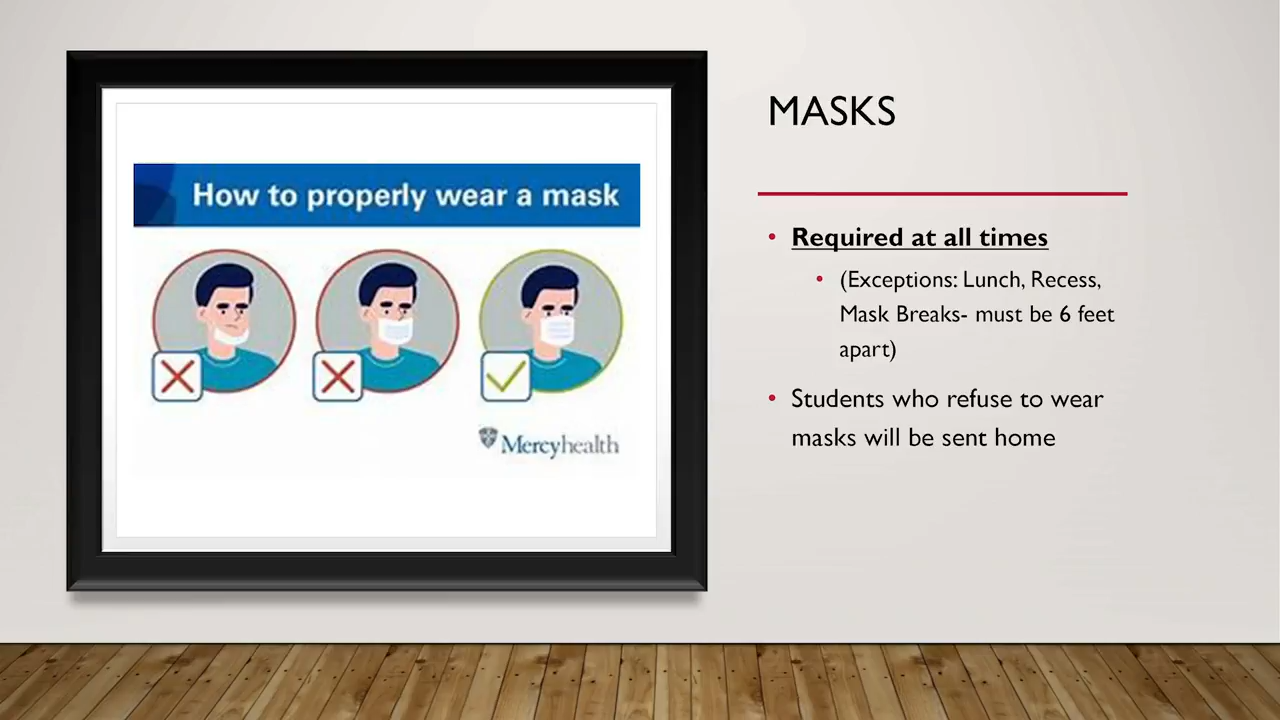 How to properly wear a mask
Mercyhealth
MASKS
• Required at all times
• (Exceptions: Lunch, Recess,
Mask Breaks- must be 6 feet
apart)
• Students who refuse to wear
masks will be sent home